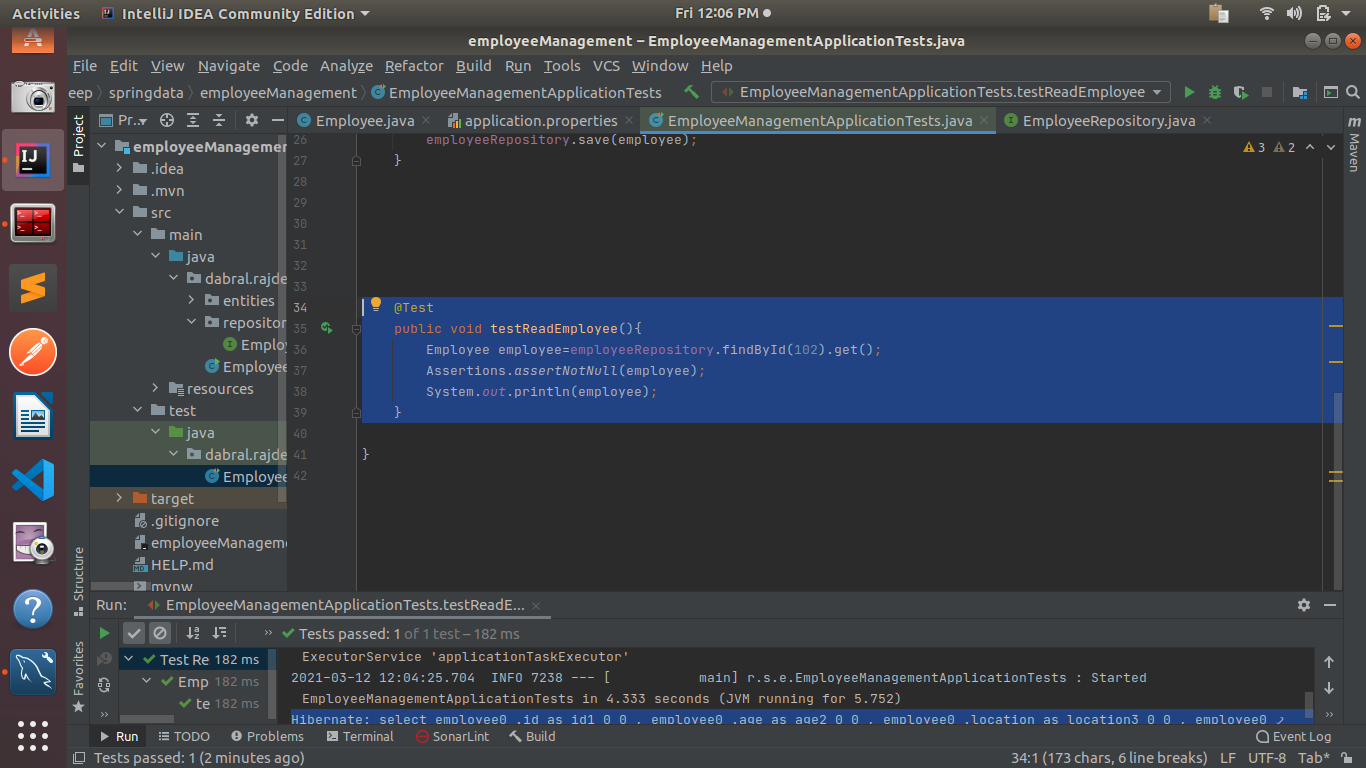 Activities IntelliJ IDEA Community Edition Fri 12:06 PM
employeeManagement – EmployeeManagementApplicationTests.java
File Edit View Navigate Code Analyze Refactor Build Run Tools VCS Window Help
eep springdata employeeManagement EmployeeManagementApplicationTests EmployeeManagementApplicationTests.testReadEmployee
Pr... Employee.java application.properties EmployeeManagementApplicationTests.java EmployeeRepository.java
Project
Structure
Favorites
Maven
employeeManagemen
.idea
.mvn
src
main
java
dabral.rajde
entities
repositor
Emplo
Employee
resources
test
java
dabral.rajde
Employee
target
.gitignore
employeeManagem
HELP.md
mvnw
3 2
26 employeeRepository.save(employee);
27 }
28
29
30
31
32
33
34 @Test
35 public void testReadEmployee(){
36 Employee employee=employeeRepository.findById(102).get();
37 Assertions.assertNotNull(employee);
38 System.out.println(employee);
39 }
40
41 }
42
Run: EmployeeManagementApplicationTests.testReadE...
Tests passed: 1 of 1 test – 182 ms
Test Re 182 ms
Emp 182 ms
te 182 ms
ExecutorService 'applicationTaskExecutor'
2021-03-12 12:04:25.704 INFO 7238 --- [ main] r.s.e.EmployeeManagementApplicationTests : Started
EmployeeManagementApplicationTests in 4.333 seconds (JVM running for 5.752)
Hibernate: select employee0_.id as id1_0_0_, employee0_.age as age2_0_0_, employee0_.location as location3_0_0_, employee0_
Run TODO Problems Terminal SonarLint Build Event Log
Tests passed: 1 (2 minutes ago) 34:1 (173 chars, 6 line breaks) LF UTF-8 Tab*